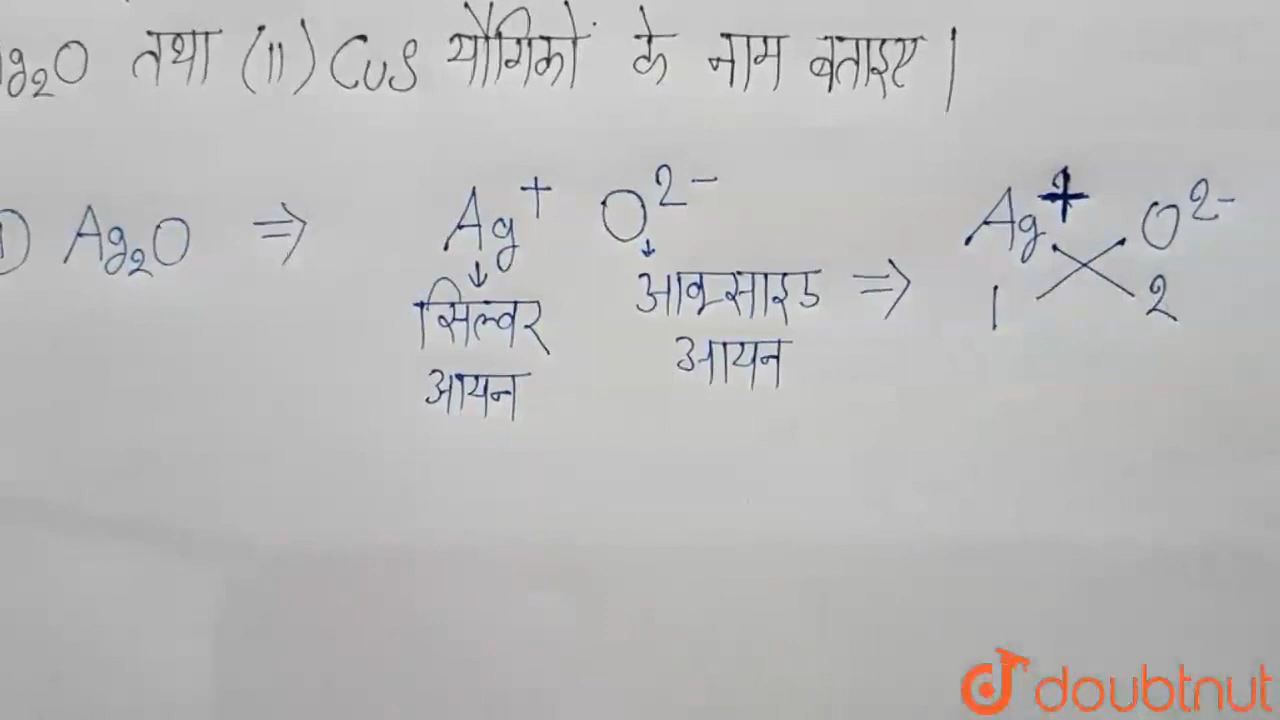 g₂O तथा (II) CuS यौगिकों के नाम बताइए |
) Ag₂O ⇒ Ag⁺ O²⁻ Ag⁺ O²⁻
↓ ↓
सिल्वर आक्साइड ⇒ 1 2
आयन आयन
doubtnut